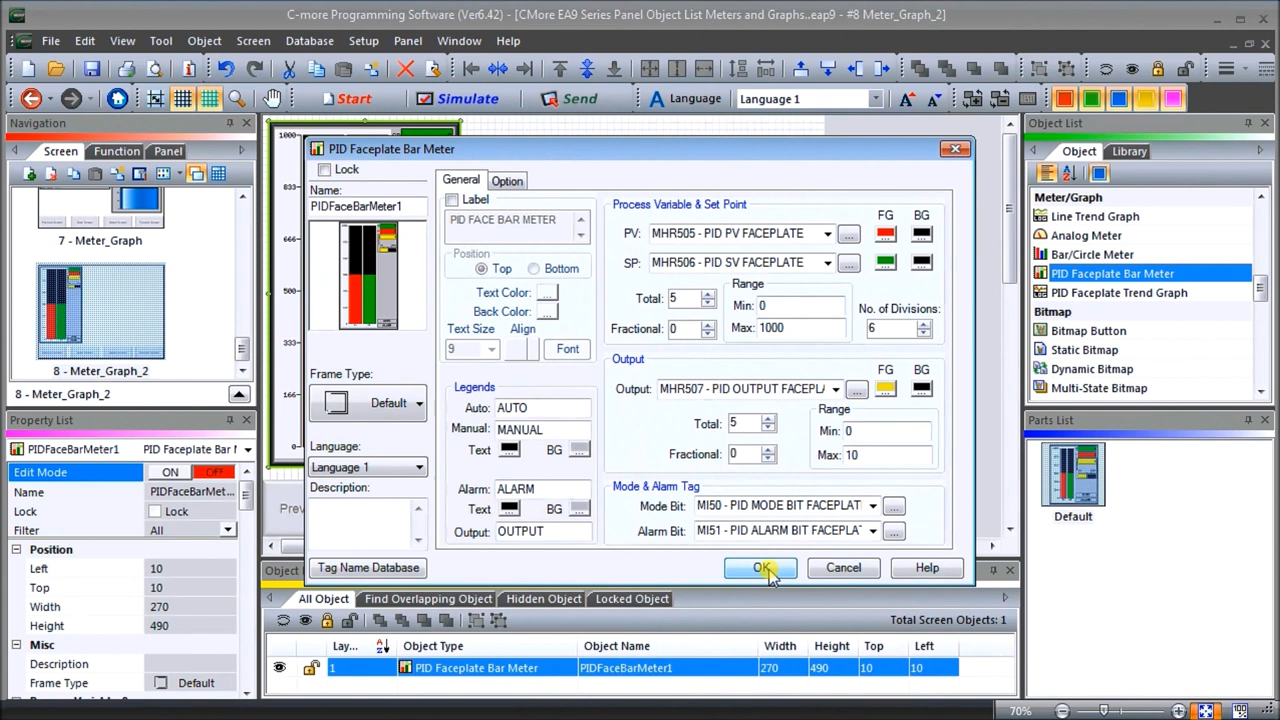 C-more Programming Software (Ver6.42) - [CMore EA9 Series Panel Object List Meters and Graphs..eap9 - #8 Meter_Graph_2]
File Edit View Tool Object Screen Database Setup Panel Window Help
Start Simulate Send Language Language 1
Navigation
Screen Function Panel
7 - Meter_Graph
8 - Meter_Graph_2
8 - Meter_Graph_2
Property List
PIDFaceBarMeter1 PID Faceplate Bar
Edit Mode ON OFF
Name PIDFaceBarMet...
Lock Lock
Filter All
Position
Left 10
Top 10
Width 270
Height 490
Misc
Description
Frame Type Default
1000
833
666
500
333
166
0
PID Faceplate Bar Meter
Lock
Name:
PIDFaceBarMeter1
Frame Type:
Default
Language:
Language 1
Description:
Tag Name Database
General Option
Label
PID FACE BAR METER
Position
Top Bottom
Text Color: ...
Back Color: ...
Text Size Align
9 Font
Legends
Auto: AUTO
Manual: MANUAL
Text BG
Alarm: ALARM
Text BG
Output: OUTPUT
Process Variable & Set Point FG BG
PV: MHR505 - PID PV FACEPLATE ...
SP: MHR506 - PID SV FACEPLATE ...
Total: 5
Fractional: 0
Range
Min: 0
Max: 1000
No. of Divisions:
6
Output FG BG
Output: MHR507 - PID OUTPUT FACEPL ...
Total: 5
Fractional: 0
Range
Min: 0
Max: 10
Mode & Alarm Tag
Mode Bit: MI50 - PID MODE BIT FACEPLAT ...
Alarm Bit: MI51 - PID ALARM BIT FACEPLA ...
OK Cancel Help
Prev
Object
All Object Find Overlapping Object Hidden Object Locked Object
Total Screen Objects: 1
Lay... Object Type Object Name Width Height Top Left
1 PID Faceplate Bar Meter PIDFaceBarMeter1 270 490 10 10
Object List
Object Library
Meter/Graph
Line Trend Graph
Analog Meter
Bar/Circle Meter
PID Faceplate Bar Meter
PID Faceplate Trend Graph
Bitmap
Bitmap Button
Static Bitmap
Dynamic Bitmap
Multi-State Bitmap
Parts List
Default
70%